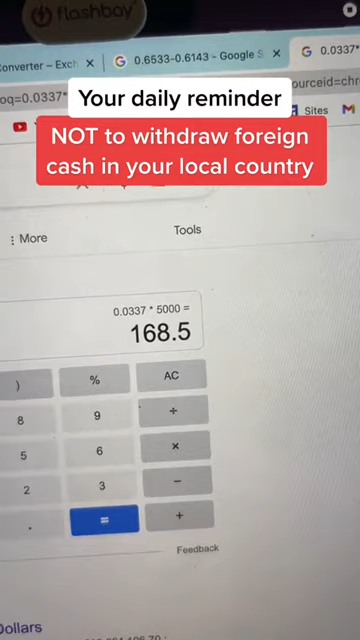 flashbay
Converter – Exch
0.6533-0.6143 - Google S
0.0337*
oq=0.0337*
ourceid=chr
Your daily reminder
Sites
NOT to withdraw foreign
cash in your local country
More
Tools
0.0337 * 5000 =
168.5
)
%
AC
8
9
÷
5
6
×
2
3
−
.
=
+
Feedback
Dollars